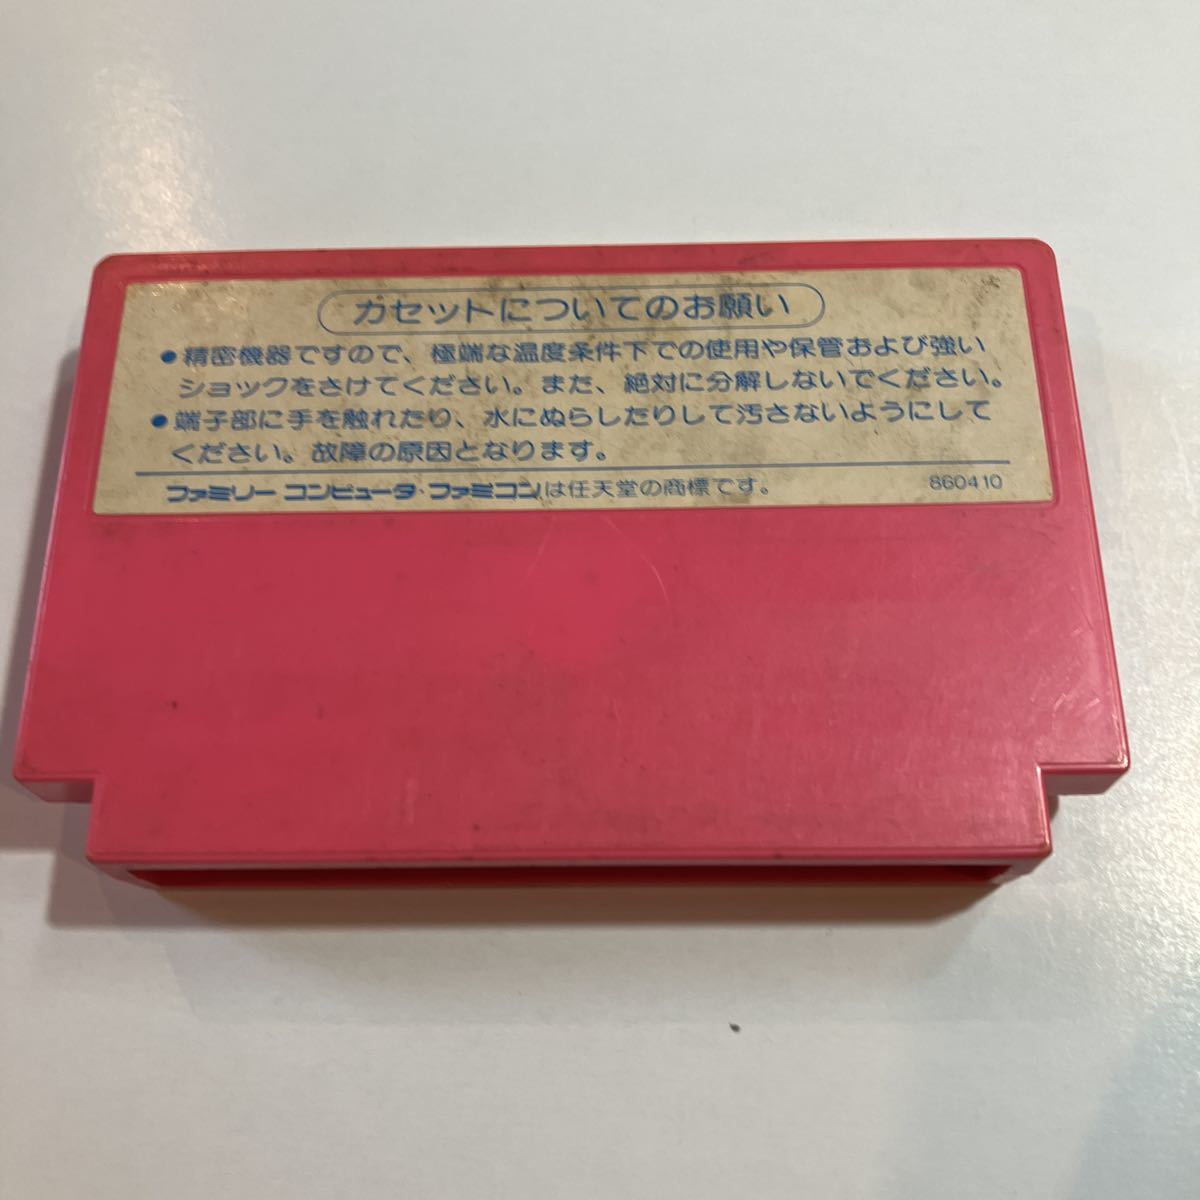 カセットについてのお願い
●精密機器ですので、極端な温度条件下での使用や保管および強い
ショックをさけてください。また、絶対に分解しないでください。
●端子部に手を触れたり、水にぬらしたりして汚さないようにして
ください。故障の原因となります。
ファミリー コンピュータ・ファミコンは任天堂の商標です。 860410